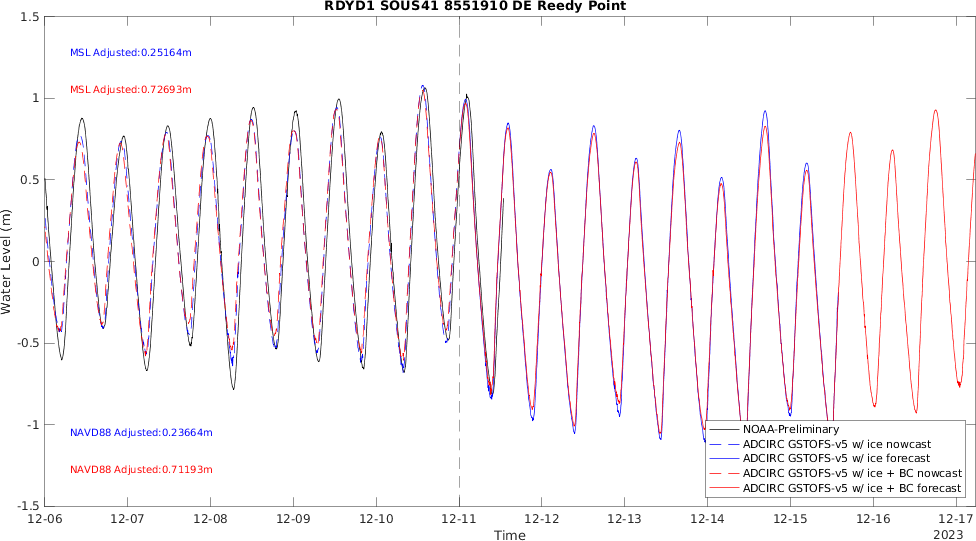 RDYD1 SOUS41 8551910 DE Reedy Point
1.5
1
0.5
0
-0.5
-1
-1.5
Water Level (m)
MSL Adjusted:0.25164m
MSL Adjusted:0.72693m
NAVD88 Adjusted:0.23664m
NAVD88 Adjusted:0.71193m
NOAA-Preliminary
ADCIRC GSTOFS-v5 w/ ice nowcast
ADCIRC GSTOFS-v5 w/ ice forecast
ADCIRC GSTOFS-v5 w/ ice + BC nowcast
ADCIRC GSTOFS-v5 w/ ice + BC forecast
12-06 12-07 12-08 12-09 12-10 12-11 12-12 12-13 12-14 12-15 12-16 12-17
Time
2023